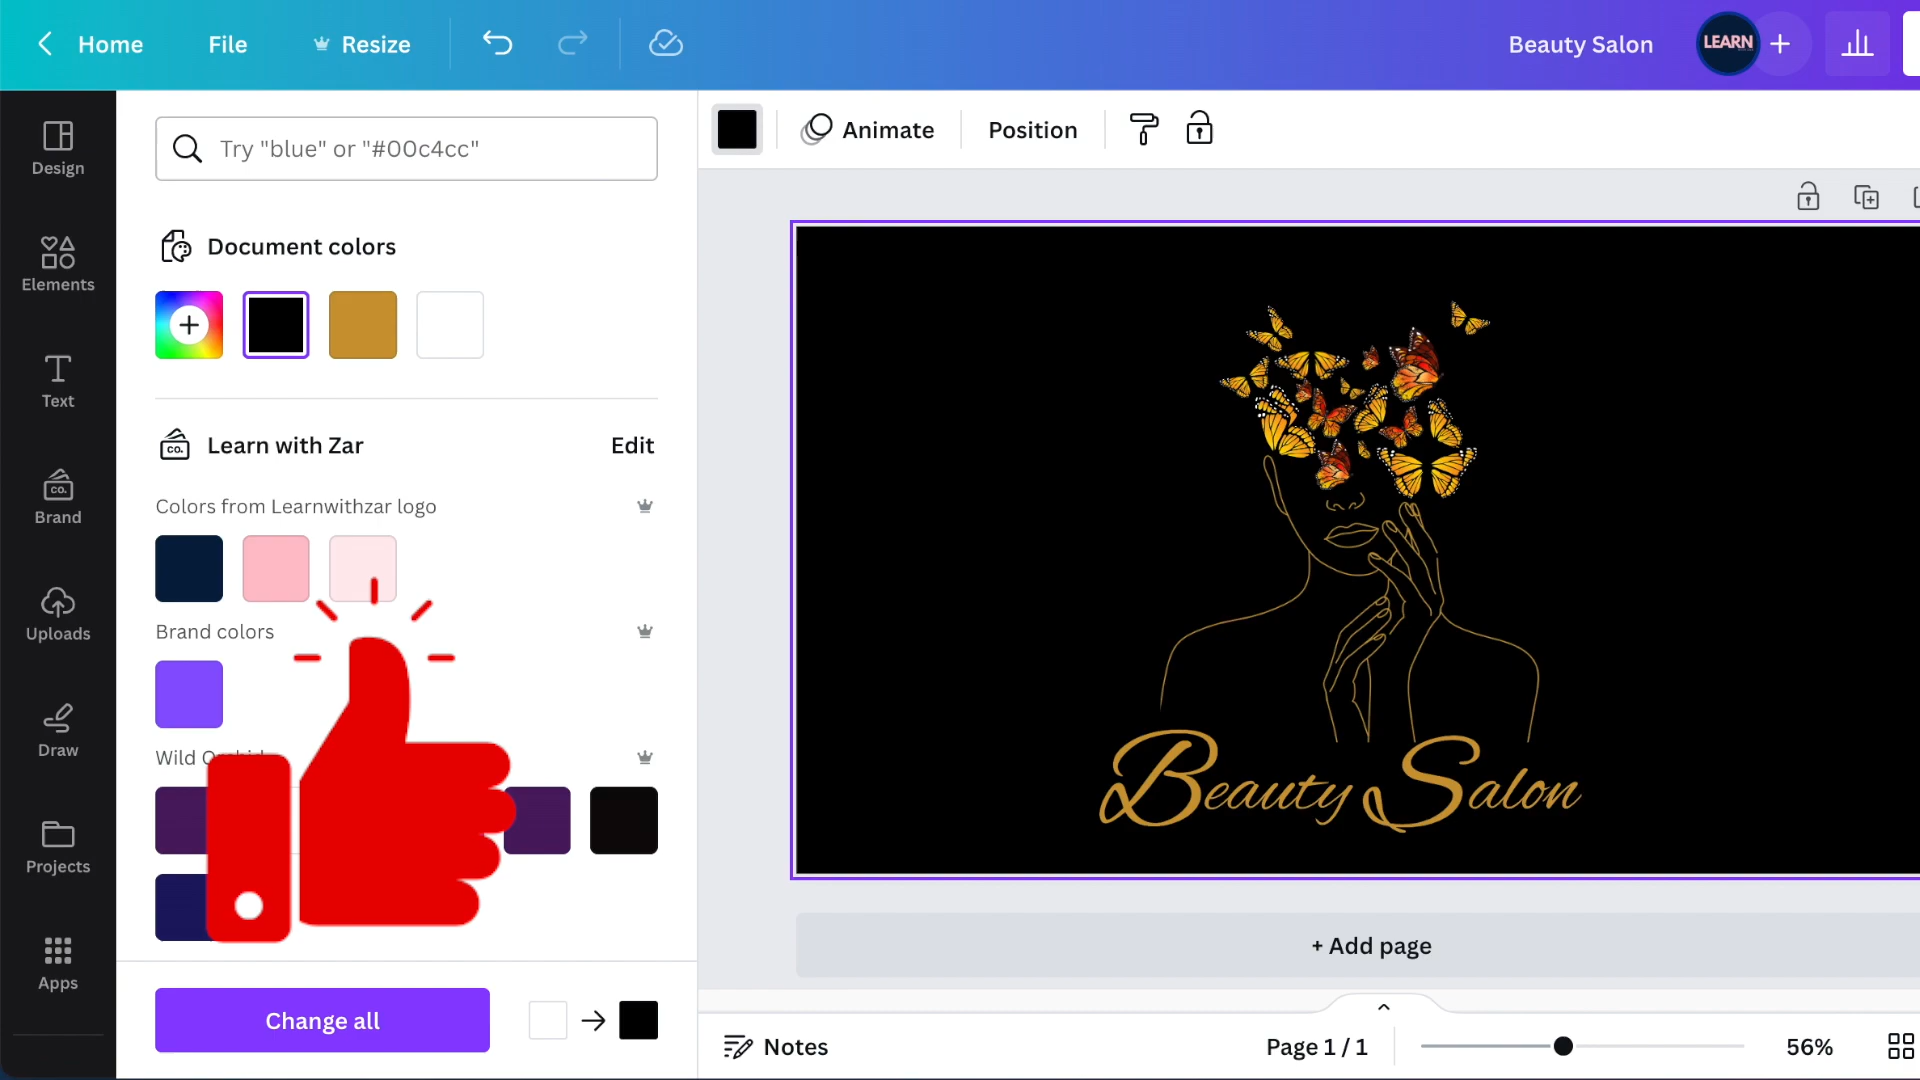 Home
File
Resize
Beauty Salon
LEARN
Design
Elements
Text
Brand
Uploads
Draw
Projects
Apps
Try "blue" or "#00c4cc"
Document colors
CO.
Learn with Zar
Edit
Colors from Learnwithzar logo
Brand colors
Wild
Change all
Animate
Position
Beauty Salon
+ Add page
Notes
Page 1 / 1
56%